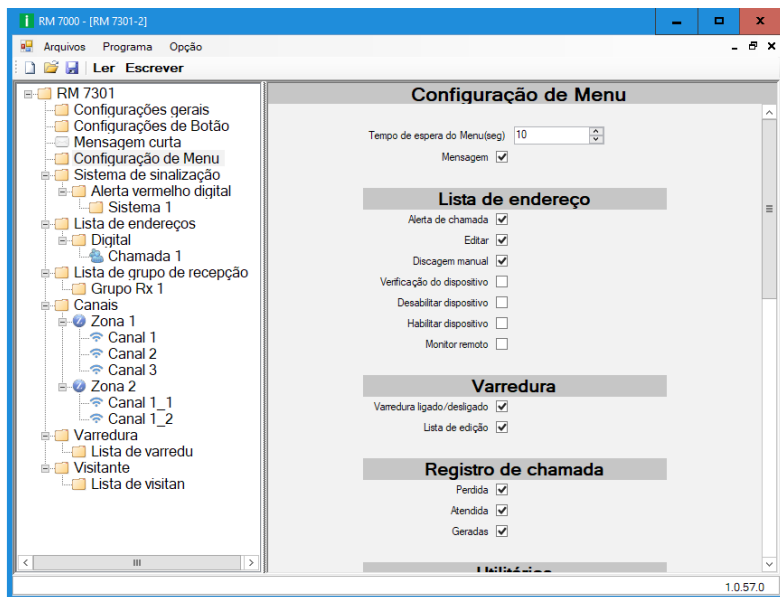 RM 7000 - [RM 7301-2]
Arquivos Programa Opção
Ler Escrever
RM 7301
Configurações gerais
Configurações de Botão
Mensagem curta
Configuração de Menu
Sistema de sinalização
Alerta vermelho digital
Sistema 1
Lista de endereços
Digital
Chamada 1
Lista de grupo de recepção
Grupo Rx 1
Canais
Zona 1
Canal 1
Canal 2
Canal 3
Zona 2
Canal 1_1
Canal 1_2
Varredura
Lista de varredu
Visitante
Lista de visitan
Configuração de Menu
Tempo de espera do Menu(seg) 10
Mensagem
Lista de endereço
Alerta de chamada
Editar
Discagem manual
Verificação do dispositivo
Desabilitar dispositivo
Habilitar dispositivo
Monitor remoto
Varredura
Varredura ligado/desligado
Lista de edição
Registro de chamada
Perdida
Atendida
Geradas
Utilitários
1.0.57.0